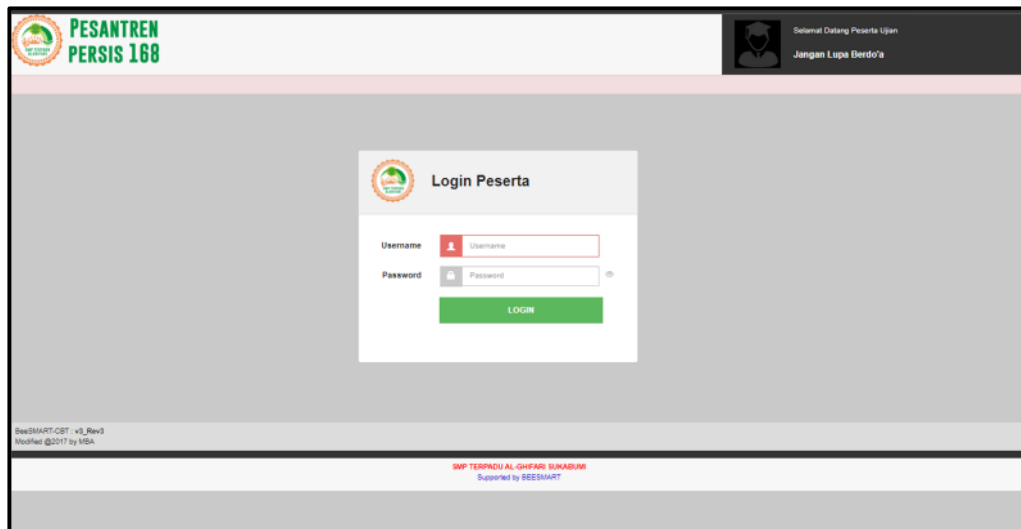 PESANTREN
PERSIS 168
Selamat Datang Peserta Ujian
Jangan Lupa Berdo'a
Login Peserta
Username
Username
Password
Password
LOGIN
BeeSMART-CBT : v3_Rev3
Modified @2017 by MBA
SMP TERPADU AL-GHIFARI SUKABUMI
Supported by BEESMART